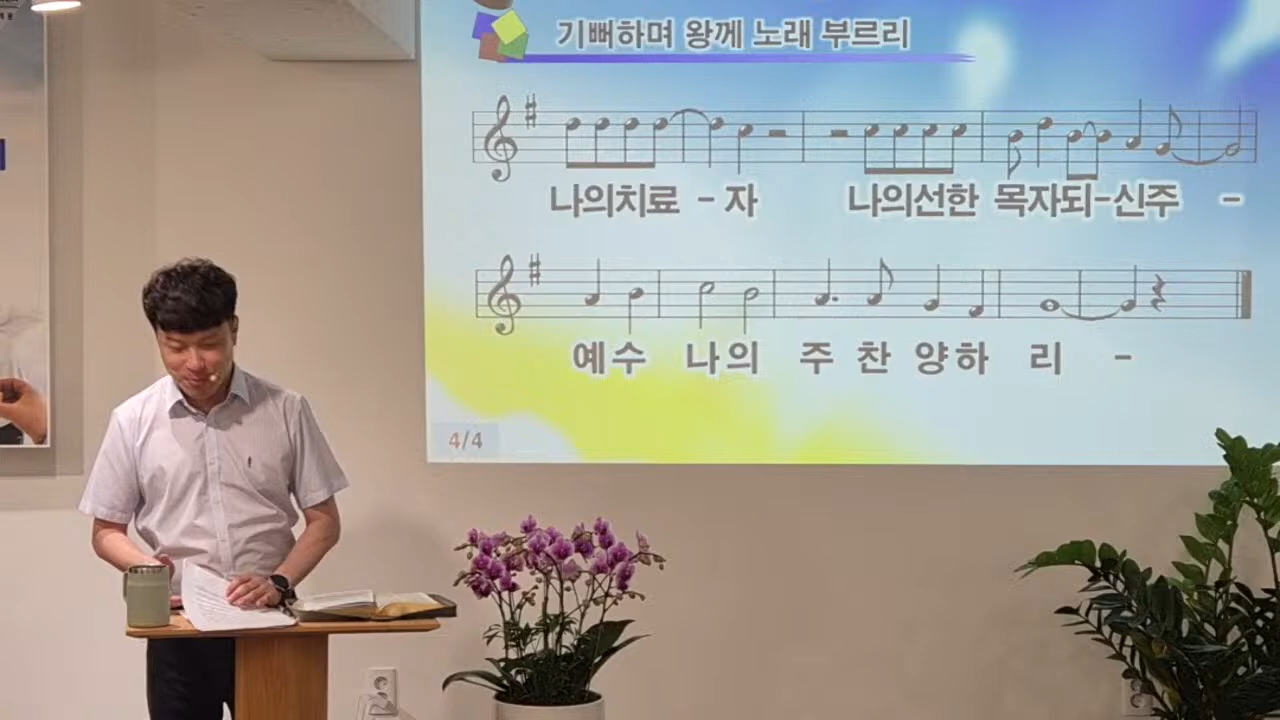 기뻐하며 왕께 노래 부르리
나의치료 - 자 나의선한 목자되-신주 -
예수 나의 주 찬 양하 리 -
4/4